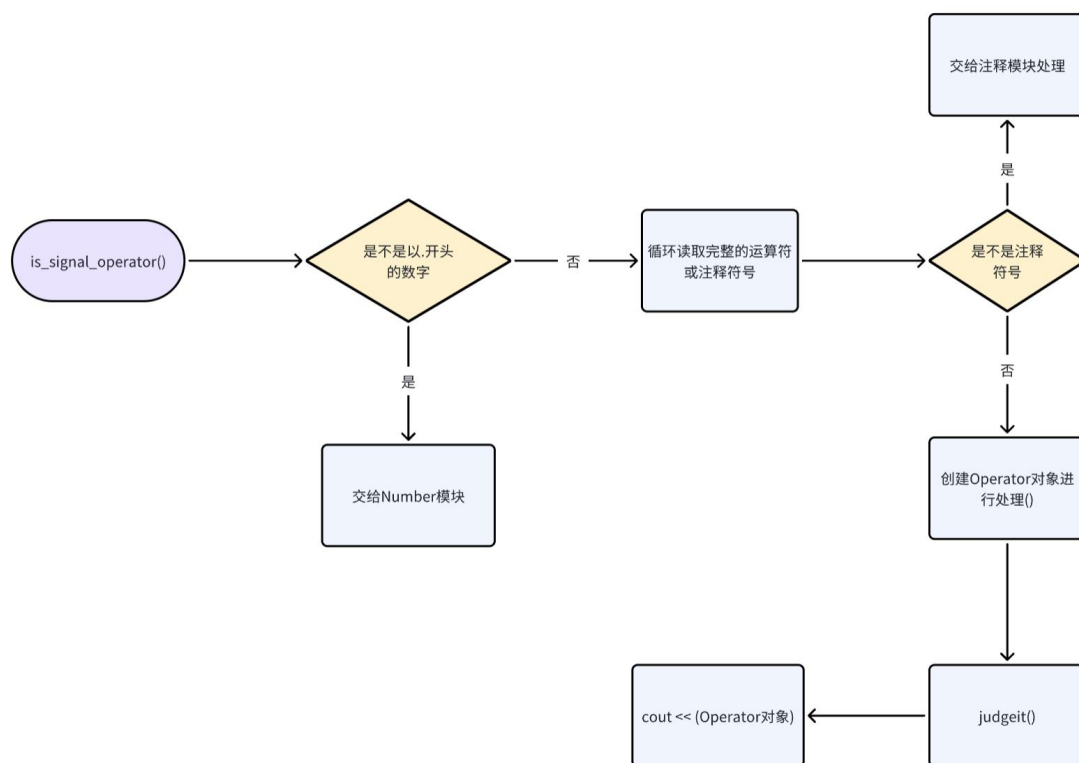 交给注释模块处理
是
is_signal_operator()
是不是以.开头
的数字
否
循环读取完整的运算符
或注释符号
是不是注释
符号
是
否
交给Number模块
创建Operator对象进
行处理()
cout << (Operator对象)
judgeit()